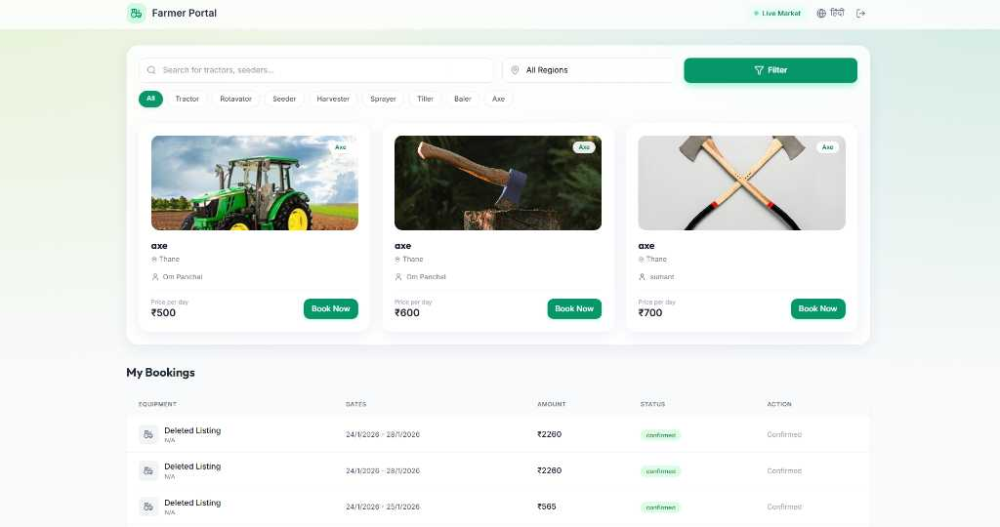 Farmer Portal
Live Market
हिंदी
Search for tractors, seeders...
All Regions
Filter
All
Tractor
Rotavator
Seeder
Harvester
Sprayer
Tiller
Baler
Axe
Axe
axe
Thane
Om Panchal
Price per day
₹500
Book Now
Axe
axe
Thane
Om Panchal
Price per day
₹600
Book Now
Axe
axe
Thane
sumant
Price per day
₹700
Book Now
My Bookings
EQUIPMENT DATES AMOUNT STATUS ACTION
Deleted Listing
N/A
24/1/2026 - 28/1/2026
₹2260
confirmed
Confirmed
Deleted Listing
N/A
24/1/2026 - 28/1/2026
₹2260
confirmed
Confirmed
Deleted Listing
N/A
24/1/2026 - 25/1/2026
₹565
confirmed
Confirmed